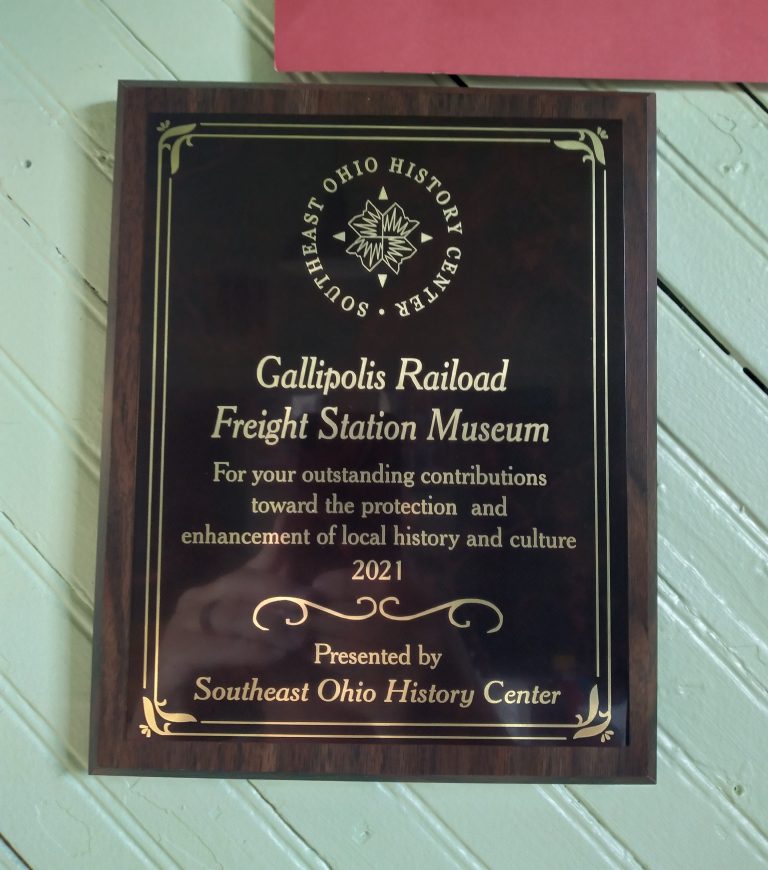 SOUTHEAST OHIO HISTORY CENTER •
Gallipolis Raiload
Freight Station Museum
For your outstanding contributions
toward the protection and
enhancement of local history and culture
2021
Presented by
Southeast Ohio History Center